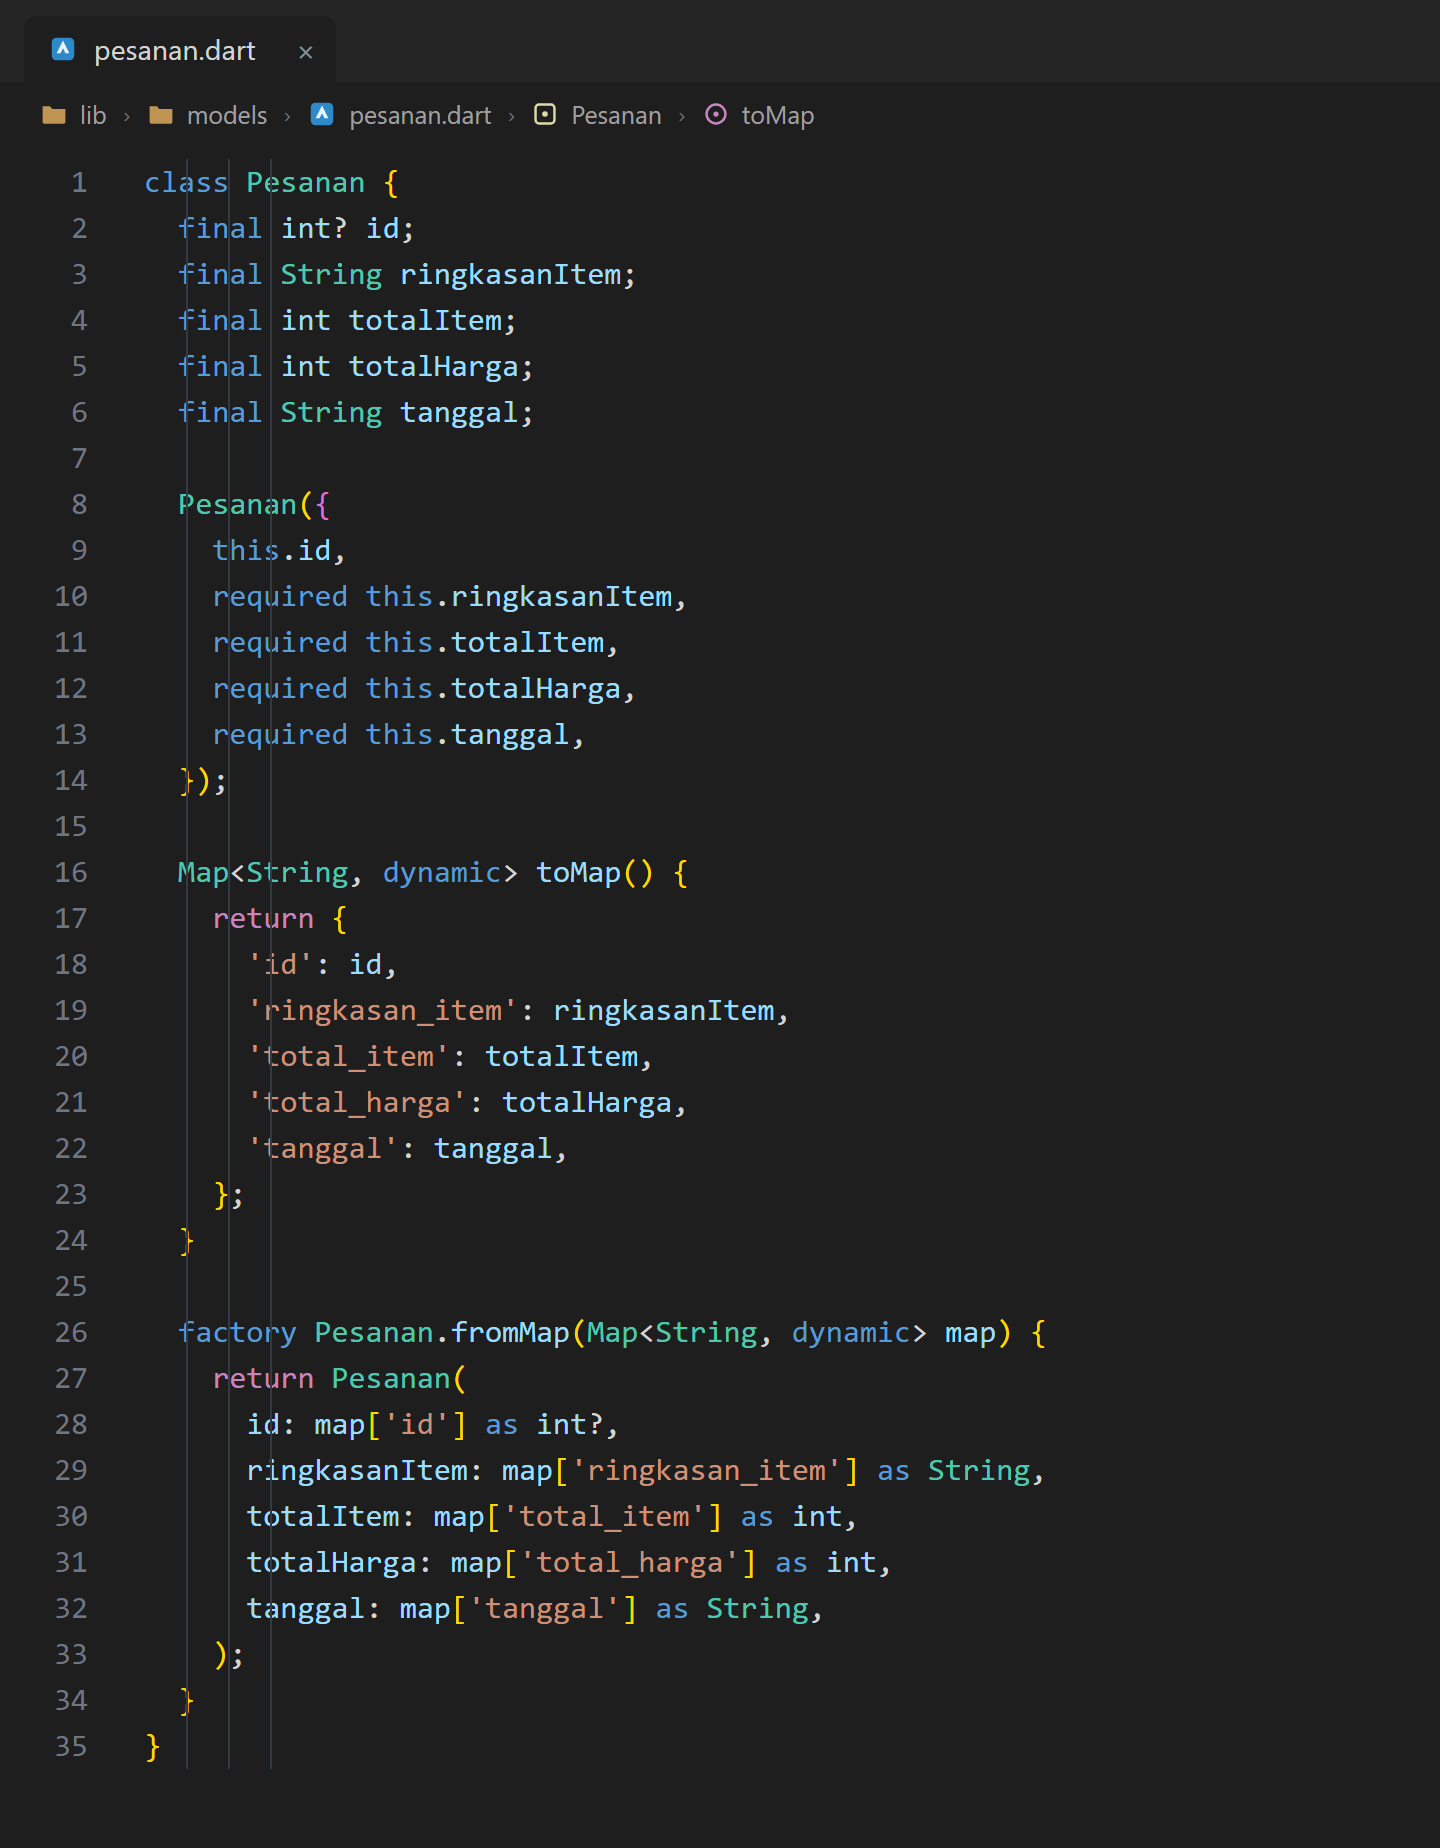 pesanan.dart ×
lib › models › pesanan.dart › Pesanan › toMap
1 class Pesanan {
2   final int? id;
3   final String ringkasanItem;
4   final int totalItem;
5   final int totalHarga;
6   final String tanggal;
7
8   Pesanan({
9     this.id,
10     required this.ringkasanItem,
11     required this.totalItem,
12     required this.totalHarga,
13     required this.tanggal,
14   });
15
16   Map<String, dynamic> toMap() {
17     return {
18       'id': id,
19       'ringkasan_item': ringkasanItem,
20       'total_item': totalItem,
21       'total_harga': totalHarga,
22       'tanggal': tanggal,
23     };
24   }
25
26   factory Pesanan.fromMap(Map<String, dynamic> map) {
27     return Pesanan(
28       id: map['id'] as int?,
29       ringkasanItem: map['ringkasan_item'] as String,
30       totalItem: map['total_item'] as int,
31       totalHarga: map['total_harga'] as int,
32       tanggal: map['tanggal'] as String,
33     );
34   }
35 }